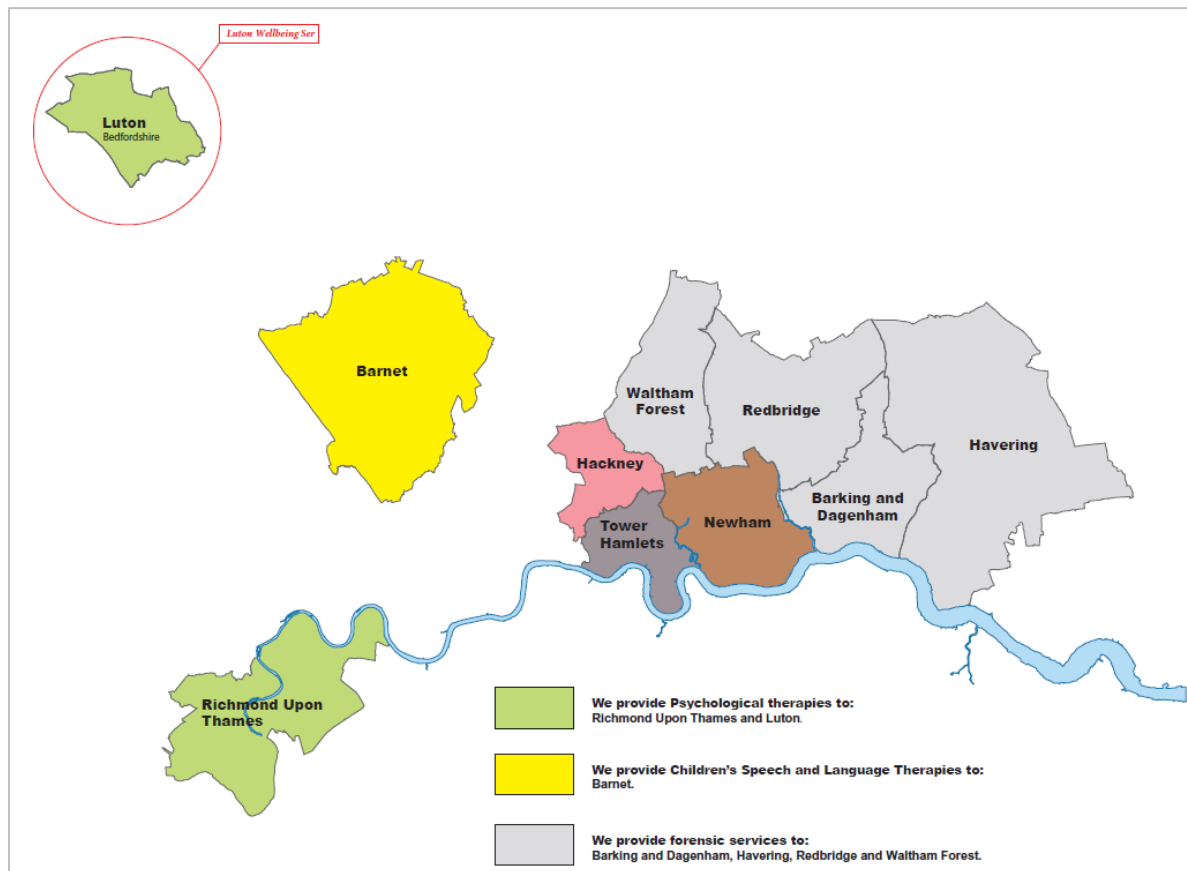 Luton Wellbeing Ser
Luton
Bedfordshire
Barnet
Waltham
Forest
Redbridge
Havering
Hackney
Barking and
Dagenham
Tower
Hamlets
Newham
Richmond Upon
Thames
We provide Psychological therapies to:
Richmond Upon Thames and Luton.
We provide Children's Speech and Language Therapies to:
Barnet.
We provide forensic services to:
Barking and Dagenham, Havering, Redbridge and Waltham Forest.